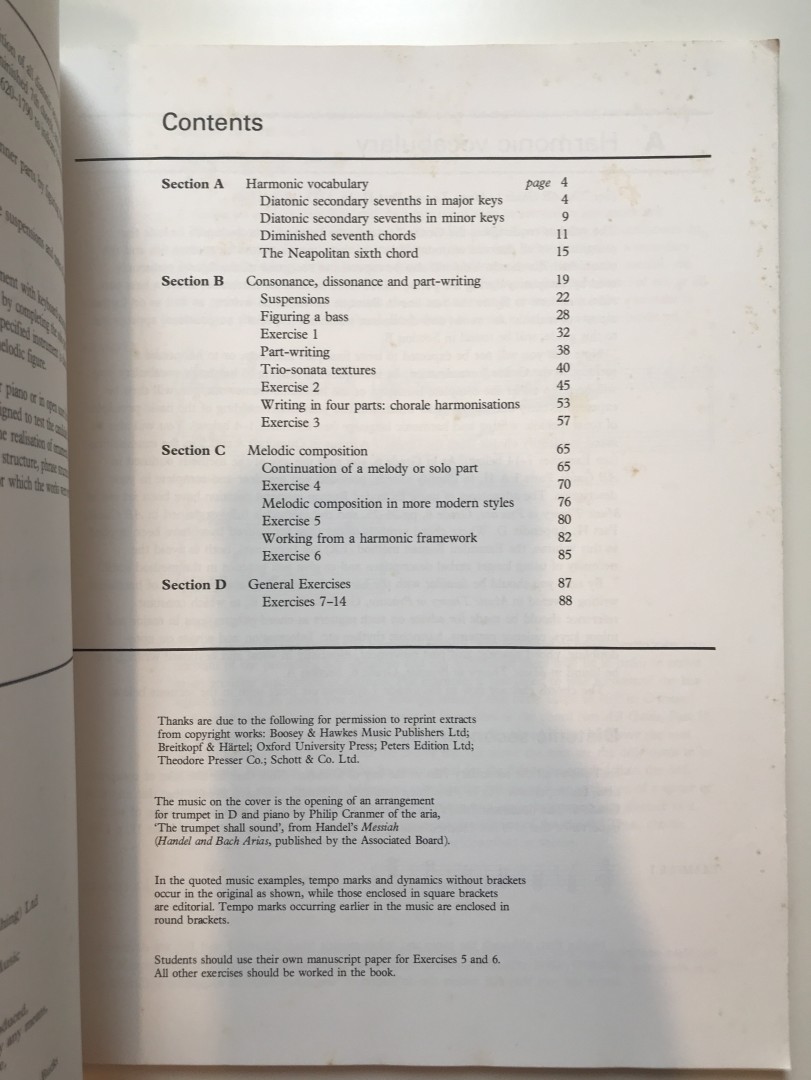 Contents
Section A Harmonic vocabulary page 4
Diatonic secondary sevenths in major keys 4
Diatonic secondary sevenths in minor keys 9
Diminished seventh chords 11
The Neapolitan sixth chord 15
Section B Consonance, dissonance and part-writing 19
Suspensions 22
Figuring a bass 28
Exercise 1 32
Part-writing 38
Trio-sonata textures 40
Exercise 2 45
Writing in four parts: chorale harmonisations 53
Exercise 3 57
Section C Melodic composition 65
Continuation of a melody or solo part 65
Exercise 4 70
Melodic composition in more modern styles 76
Exercise 5 80
Working from a harmonic framework 82
Exercise 6 85
Section D General Exercises 87
Exercises 7–14 88
Thanks are due to the following for permission to reprint extracts
from copyright works: Boosey & Hawkes Music Publishers Ltd;
Breitkopf & Härtel; Oxford University Press; Peters Edition Ltd;
Theodore Presser Co.; Schott & Co. Ltd.
The music on the cover is the opening of an arrangement
for trumpet in D and piano by Philip Cranmer of the aria,
‘The trumpet shall sound’, from Handel's Messiah
(Handel and Bach Arias, published by the Associated Board).
In the quoted music examples, tempo marks and dynamics without brackets
occur in the original as shown, while those enclosed in square brackets
are editorial. Tempo marks occurring earlier in the music are enclosed in
round brackets.
Students should use their own manuscript paper for Exercises 5 and 6.
All other exercises should be worked in the book.